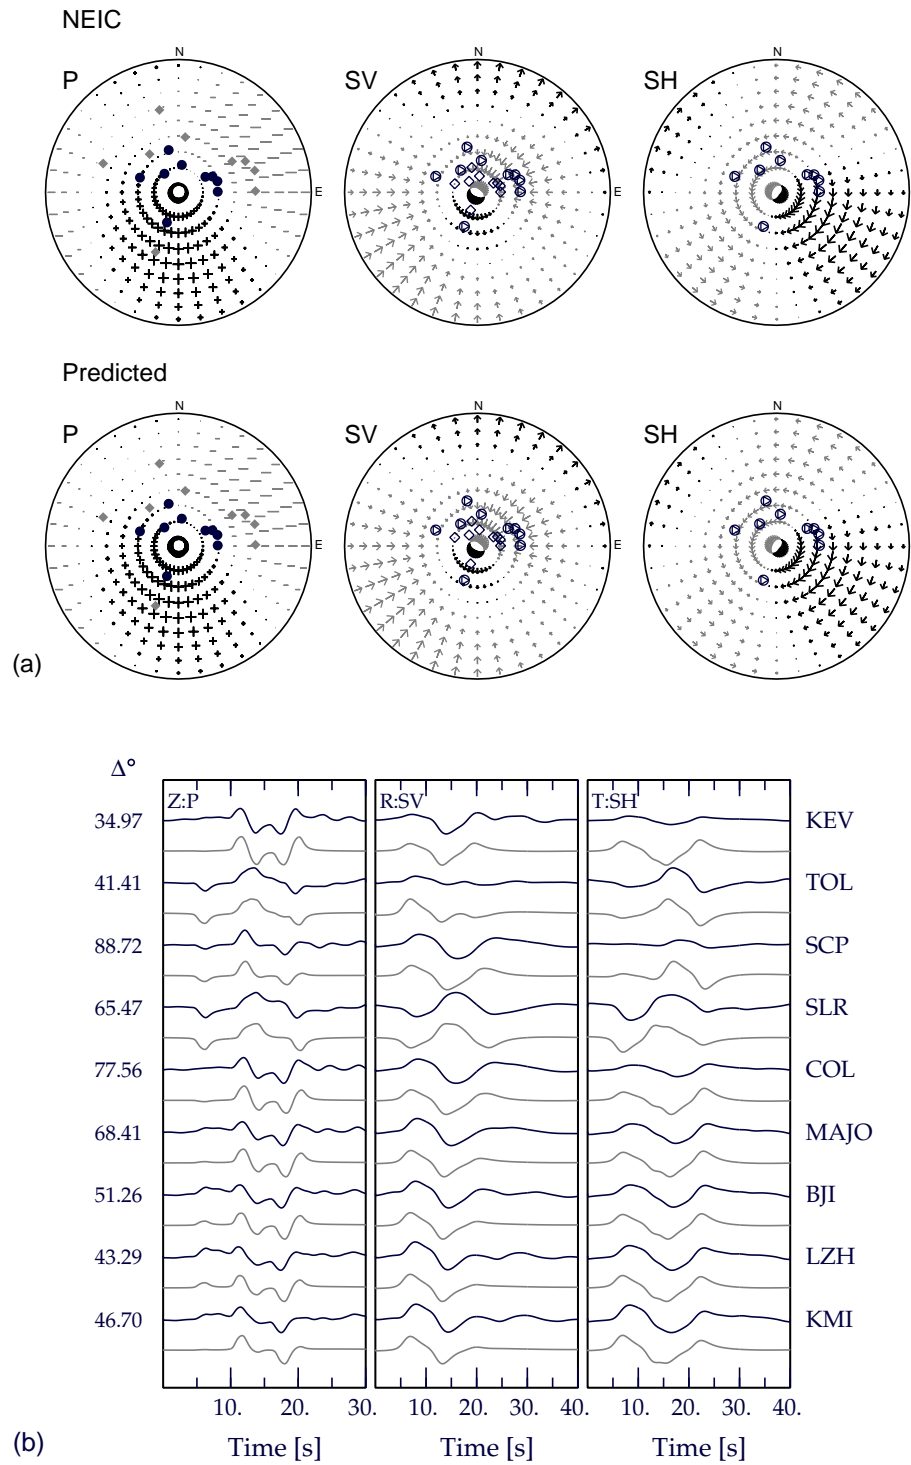 NEIC
N N N
P SV SH
E E E
Predicted
N N N
P SV SH
E E E
(a)
Δ°
Z:P R:SV T:SH
34.97 KEV
41.41 TOL
88.72 SCP
65.47 SLR
77.56 COL
68.41 MAJO
51.26 BJI
43.29 LZH
46.70 KMI
10. 20. 30. 10. 20. 30. 40. 10. 20. 30. 40.
(b) Time [s] Time [s] Time [s]